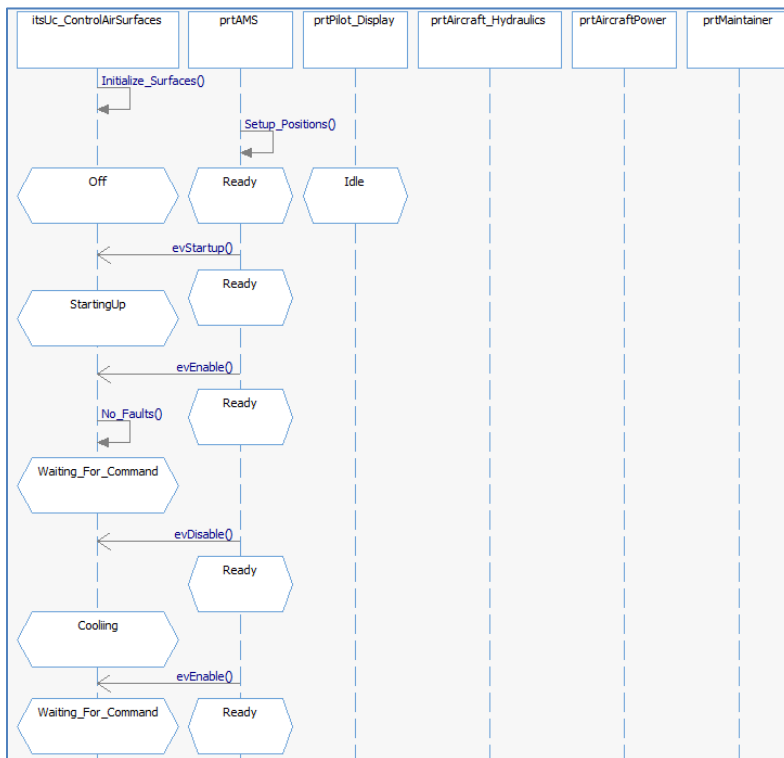 itsUc_ControlAirSurfaces prtAMS prtPilot_Display prtAircraft_Hydraulics prtAircraftPower prtMaintainer
Initialize_Surfaces()
Setup_Positions()
Off Ready Idle
evStartup()
Ready
StartingUp
evEnable()
Ready
No_Faults()
Waiting_For_Command
evDisable()
Ready
Cooliing
evEnable()
Waiting_For_Command Ready